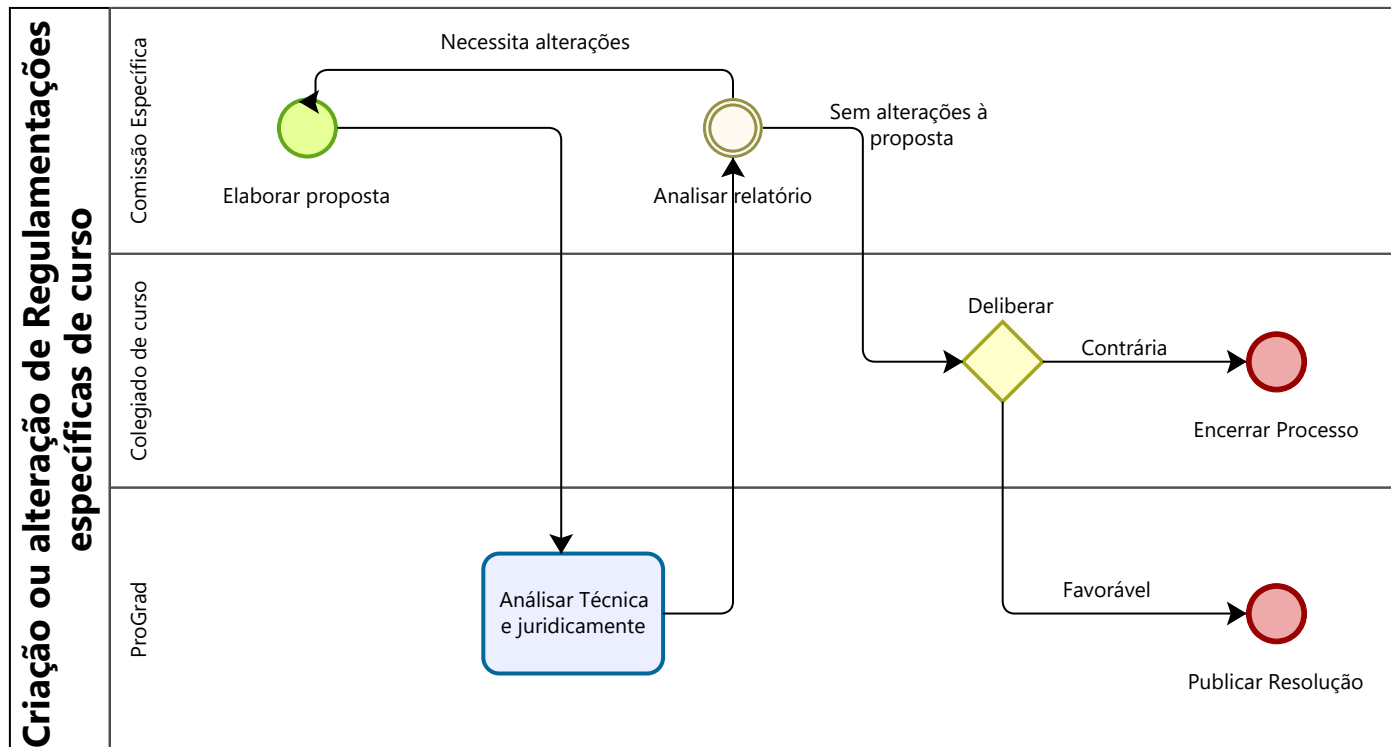 Criação ou alteração de Regulamentações
específicas de curso
Comissão Específica
Necessita alterações
Elaborar proposta
Analisar relatório
Sem alterações à
proposta
Colegiado de curso
Deliberar
Contrária
Encerrar Processo
ProGrad
Análisar Técnica
e juridicamente
Favorável
Publicar Resolução